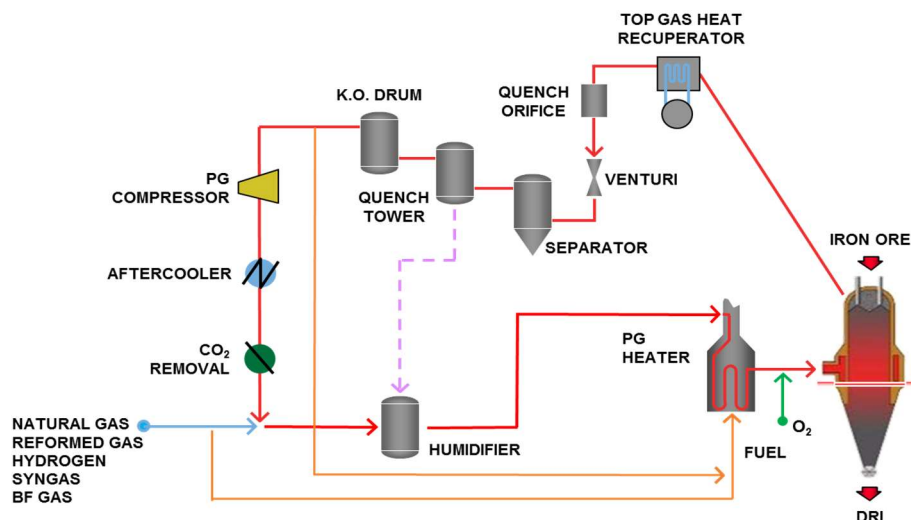 TOP GAS HEAT
RECUPERATOR
K.O. DRUM
QUENCH
ORIFICE
PG
COMPRESSOR
QUENCH
TOWER
VENTURI
SEPARATOR
IRON ORE
AFTERCOOLER
PG
HEATER
CO₂
REMOVAL
NATURAL GAS
REFORMED GAS
HYDROGEN
SYNGAS
BF GAS
HUMIDIFIER
FUEL
O₂
DRI